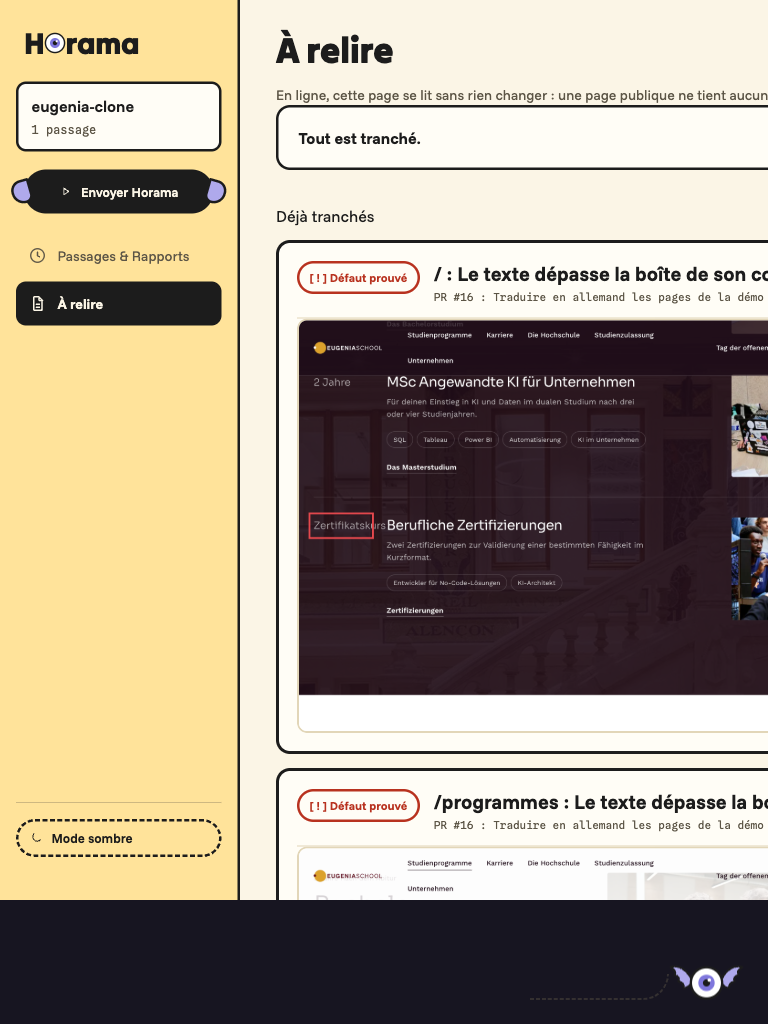 Horama
eugenia-clone
1 passage
Envoyer Horama
Passages & Rapports
À relire
Mode sombre
À relire
En ligne, cette page se lit sans rien changer : une page publique ne tient aucun
Tout est tranché.
Déjà tranchés
[!] Défaut prouvé
/ : Le texte dépasse la boîte de son co
PR #16 : Traduire en allemand les pages de la démo
Das Bachelorstudium
Studienprogramme Karriere Die Hochschule Studienzulassung
EUGENIASCHOOL
Tag der offenen
Unternehmen
2 Jahre
MSc Angewandte KI für Unternehmen
Für deinen Einstieg in KI und Daten im dualen Studium nach drei
oder vier Studienjahren.
SQL Tableau Power BI Automatisierung KI im Unternehmen
Das Masterstudium
Zertifikatskurs
Berufliche Zertifizierungen
Zwei Zertifizierungen zur Validierung einer bestimmten Fähigkeit im
Kurzformat.
Entwickler für No-Code-Lösungen KI-Architekt
ALENCON
Zertifizierungen
[!] Défaut prouvé
/programmes : Le texte dépasse la bo
PR #16 : Traduire en allemand les pages de la démo
Studienprogramme Karriere Die Hochschule Studienzulassung
EUGENIASCHOOL
Tag der offenen
Unternehmen